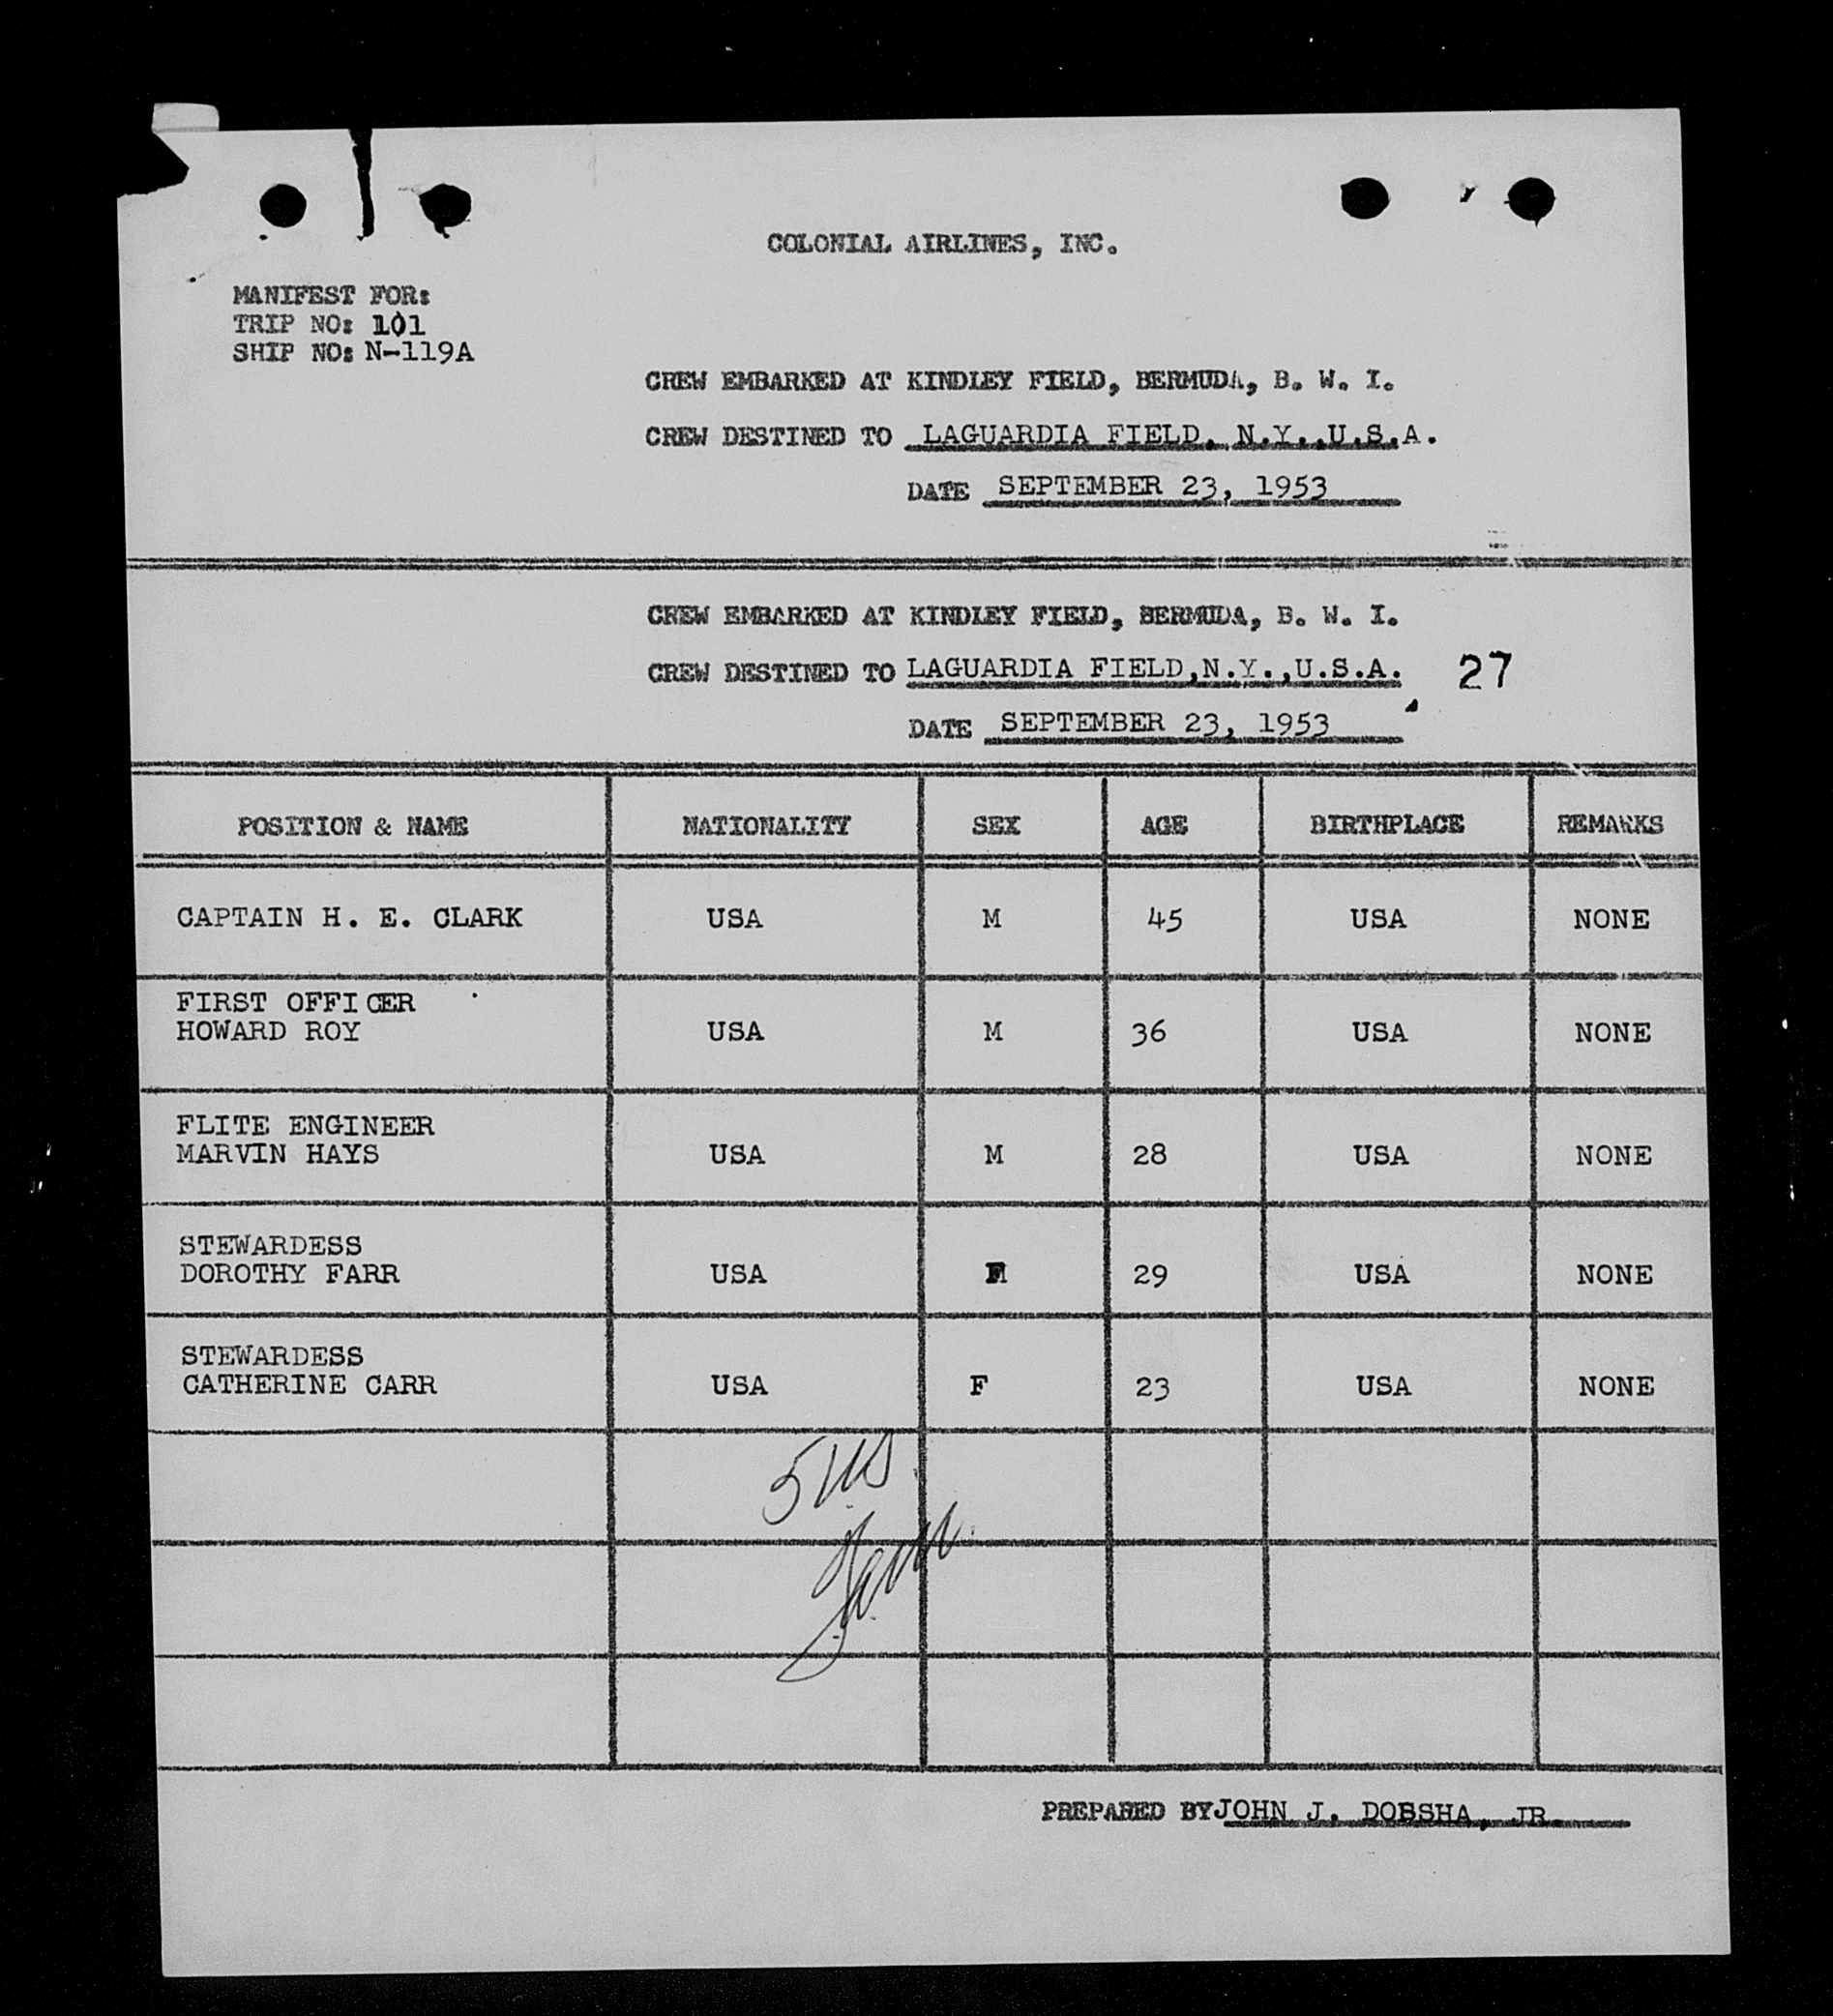 COLONIAL AIRLINES, INC.
MANIFEST FOR:
TRIP NO: 101
SHIP NO: N-119A
CREW EMBARKED AT KINDLEY FIELD, BERMUDA, B. W. I.
CREW DESTINED TO LAGUARDIA FIELD, N.Y.,U.S.A.
DATE SEPTEMBER 23, 1953
CREW EMBARKED AT KINDLEY FIELD, BERMUDA, B. W. I.
CREW DESTINED TO LAGUARDIA FIELD,N.Y.,U.S.A. 27
DATE SEPTEMBER 23, 1953
POSITION & NAME NATIONALITY SEX AGE BIRTHPLACE REMARKS
CAPTAIN H. E. CLARK USA M 45 USA NONE
FIRST OFFICER
HOWARD ROY USA M 36 USA NONE
FLITE ENGINEER
MARVIN HAYS USA M 28 USA NONE
STEWARDESS
DOROTHY FARR USA F 29 USA NONE
STEWARDESS
CATHERINE CARR USA F 23 USA NONE
5 US
PREPARED BY JOHN J. DOBSHA, JR.